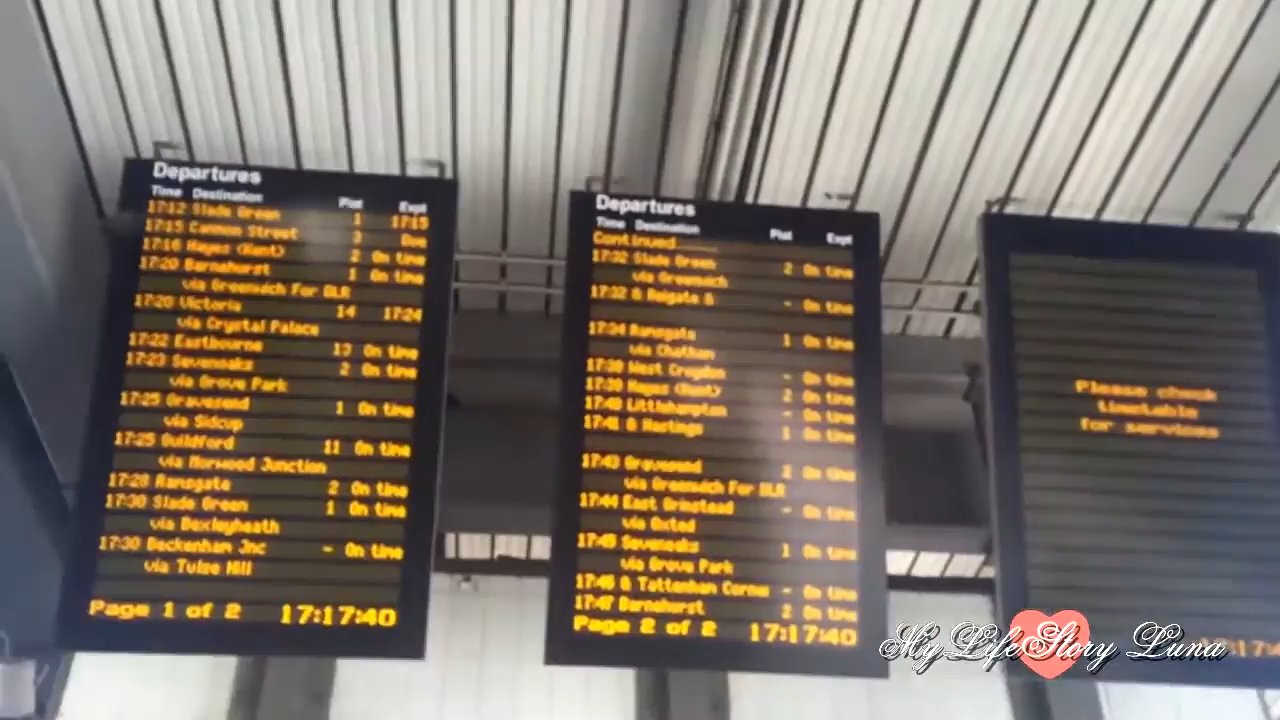 Departures
Time Destination Plat Expt
17:12 Slade Green 1 17:15
17:15 Cannon Street 3 Due
17:16 Hayes (Kent) 2 On time
17:20 Barnehurst 1 On time
via Greenwich For DLR
17:20 Victoria 14 17:24
via Crystal Palace
17:22 Eastbourne 13 On time
17:23 Sevenoaks 2 On time
via Grove Park
17:25 Gravesend 1 On time
via Sidcup
17:25 Guildford 11 On time
via Norwood Junction
17:28 Ramsgate 2 On time
17:30 Slade Green 1 On time
via Bexleyheath
17:30 Beckenham Jnc - On time
via Tulse Hill
Page 1 of 2 17:17:40
Departures
Time Destination Plat Expt
Continued
17:32 Slade Green 2 On time
via Greenwich
17:32 & Reigate & - On time
17:34 Ramsgate 1 On time
via Chatham
17:38 West Croydon - On time
17:39 Hayes (Kent) 2 On time
17:40 Littlehampton - On time
17:41 & Hastings 1 On time
17:43 Gravesend 2 On time
via Greenwich For DLR
17:44 East Grinstead - On time
via Oxted
17:45 Sevenoaks 1 On time
via Grove Park
17:46 & Tattenham Corner - On time
17:47 Barnehurst 2 On time
Page 2 of 2 17:17:40
Please check
timetable
for services
My LifeStory Luna